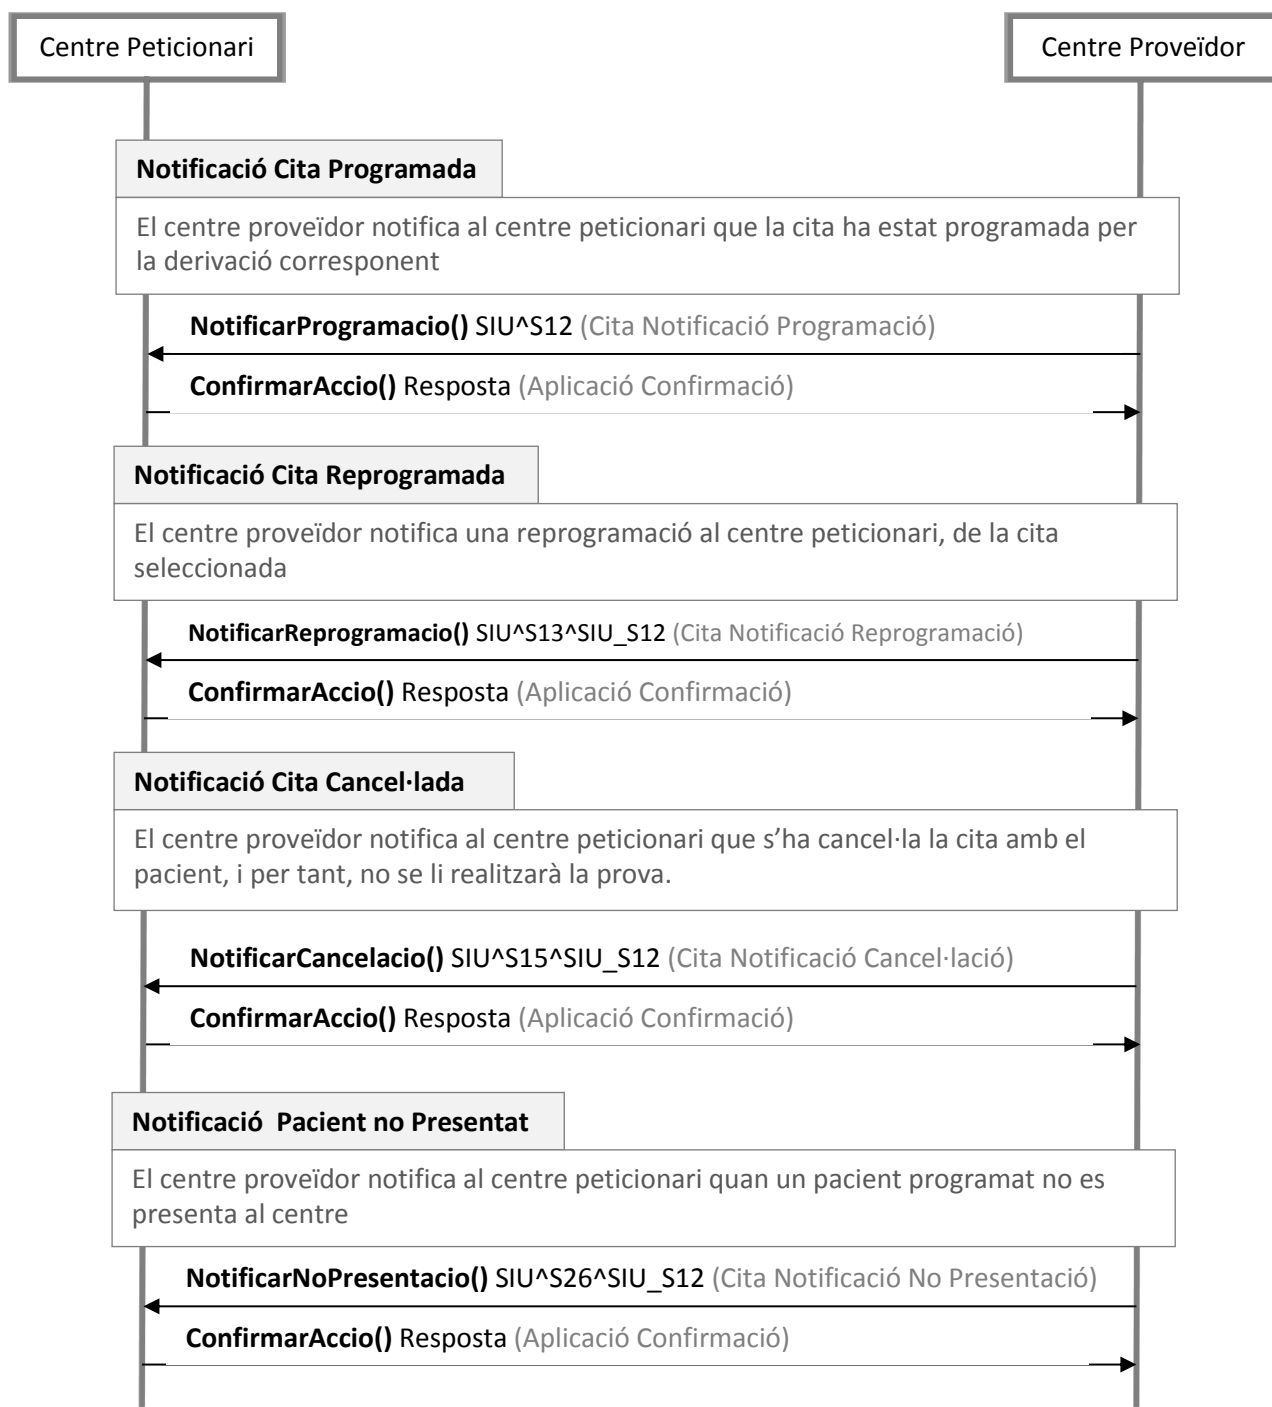 Centre Peticionari
Centre Proveïdor
Notificació Cita Programada
El centre proveïdor notifica al centre peticionari que la cita ha estat programada per
la derivació corresponent
NotificarProgramacio() SIU^S12 (Cita Notificació Programació)
ConfirmarAccio() Resposta (Aplicació Confirmació)
Notificació Cita Reprogramada
El centre proveïdor notifica una reprogramació al centre peticionari, de la cita
seleccionada
NotificarReprogramacio() SIU^S13^SIU_S12 (Cita Notificació Reprogramació)
ConfirmarAccio() Resposta (Aplicació Confirmació)
Notificació Cita Cancel·lada
El centre proveïdor notifica al centre peticionari que s’ha cancel·la la cita amb el
pacient, i per tant, no se li realitzarà la prova.
NotificarCancelacio() SIU^S15^SIU_S12 (Cita Notificació Cancel·lació)
ConfirmarAccio() Resposta (Aplicació Confirmació)
Notificació  Pacient no Presentat
El centre proveïdor notifica al centre peticionari quan un pacient programat no es
presenta al centre
NotificarNoPresentacio() SIU^S26^SIU_S12 (Cita Notificació No Presentació)
ConfirmarAccio() Resposta (Aplicació Confirmació)